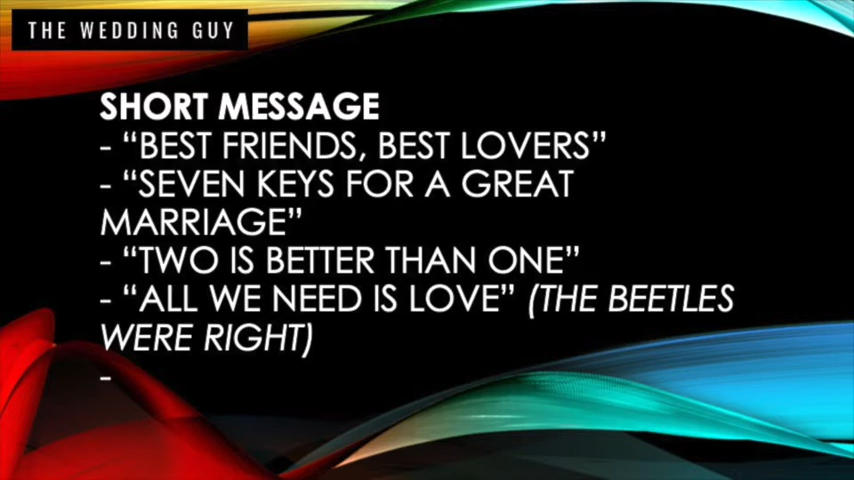 THE WEDDING GUY
SHORT MESSAGE
- “BEST FRIENDS, BEST LOVERS”
- “SEVEN KEYS FOR A GREAT
MARRIAGE”
- “TWO IS BETTER THAN ONE”
- “ALL WE NEED IS LOVE” (THE BEETLES
WERE RIGHT)
-